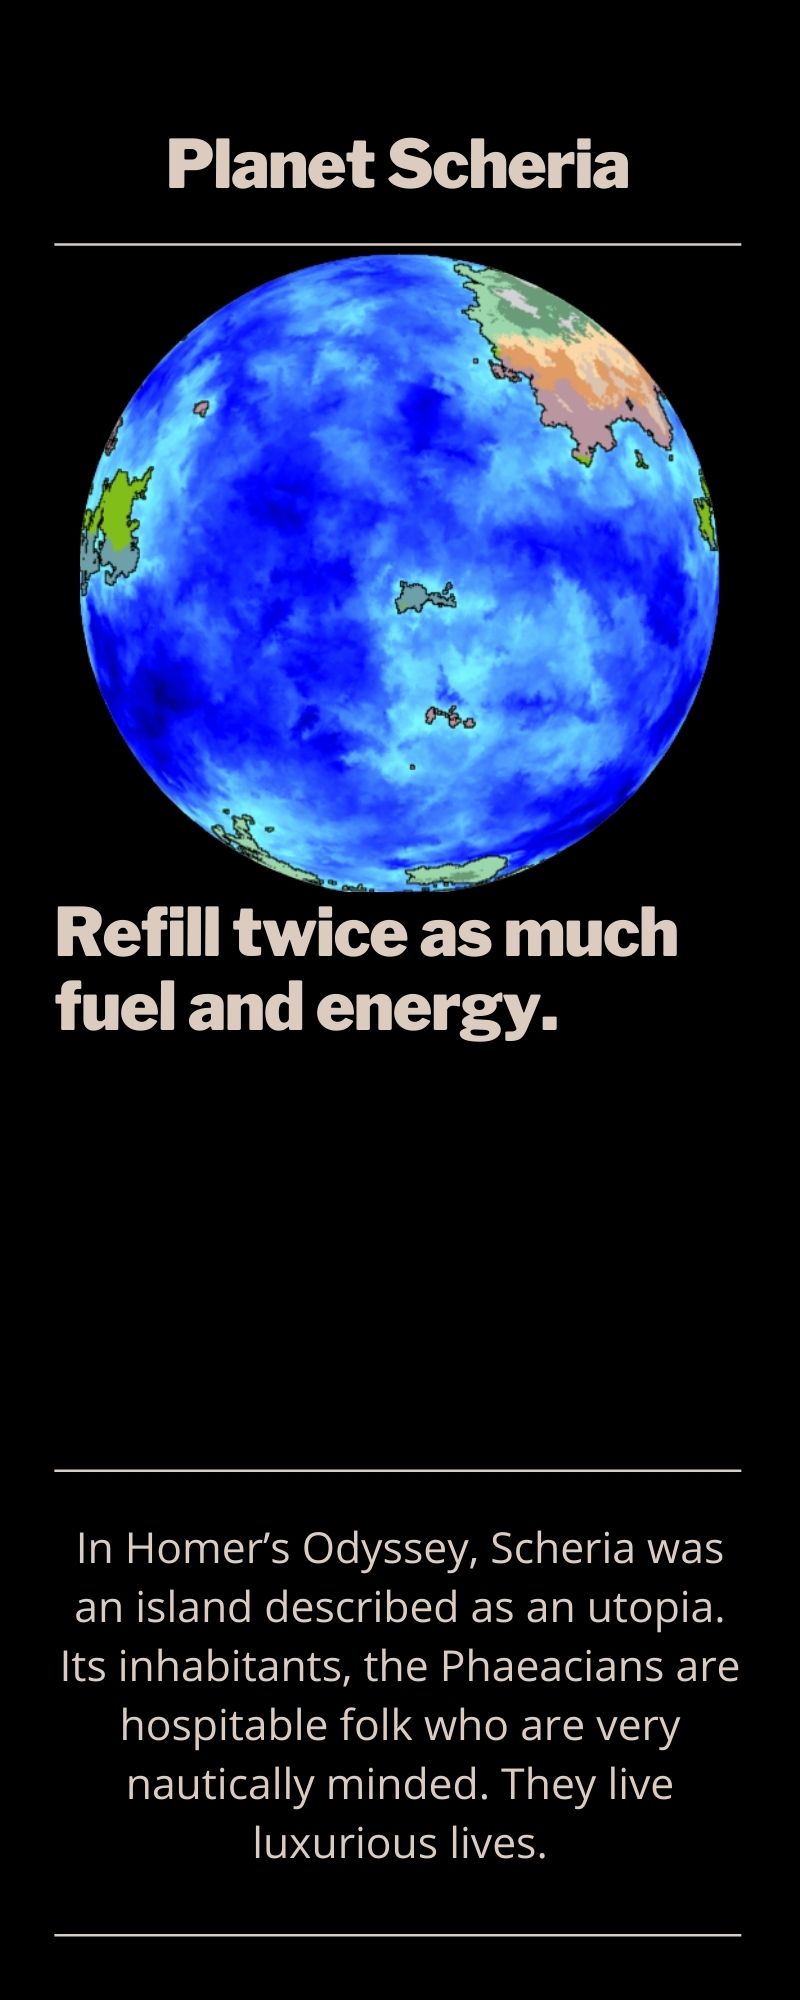 Planet Scheria
Refill twice as much
fuel and energy.
In Homer’s Odyssey, Scheria was
an island described as an utopia.
Its inhabitants, the Phaeacians are
hospitable folk who are very
nautically minded. They live
luxurious lives.